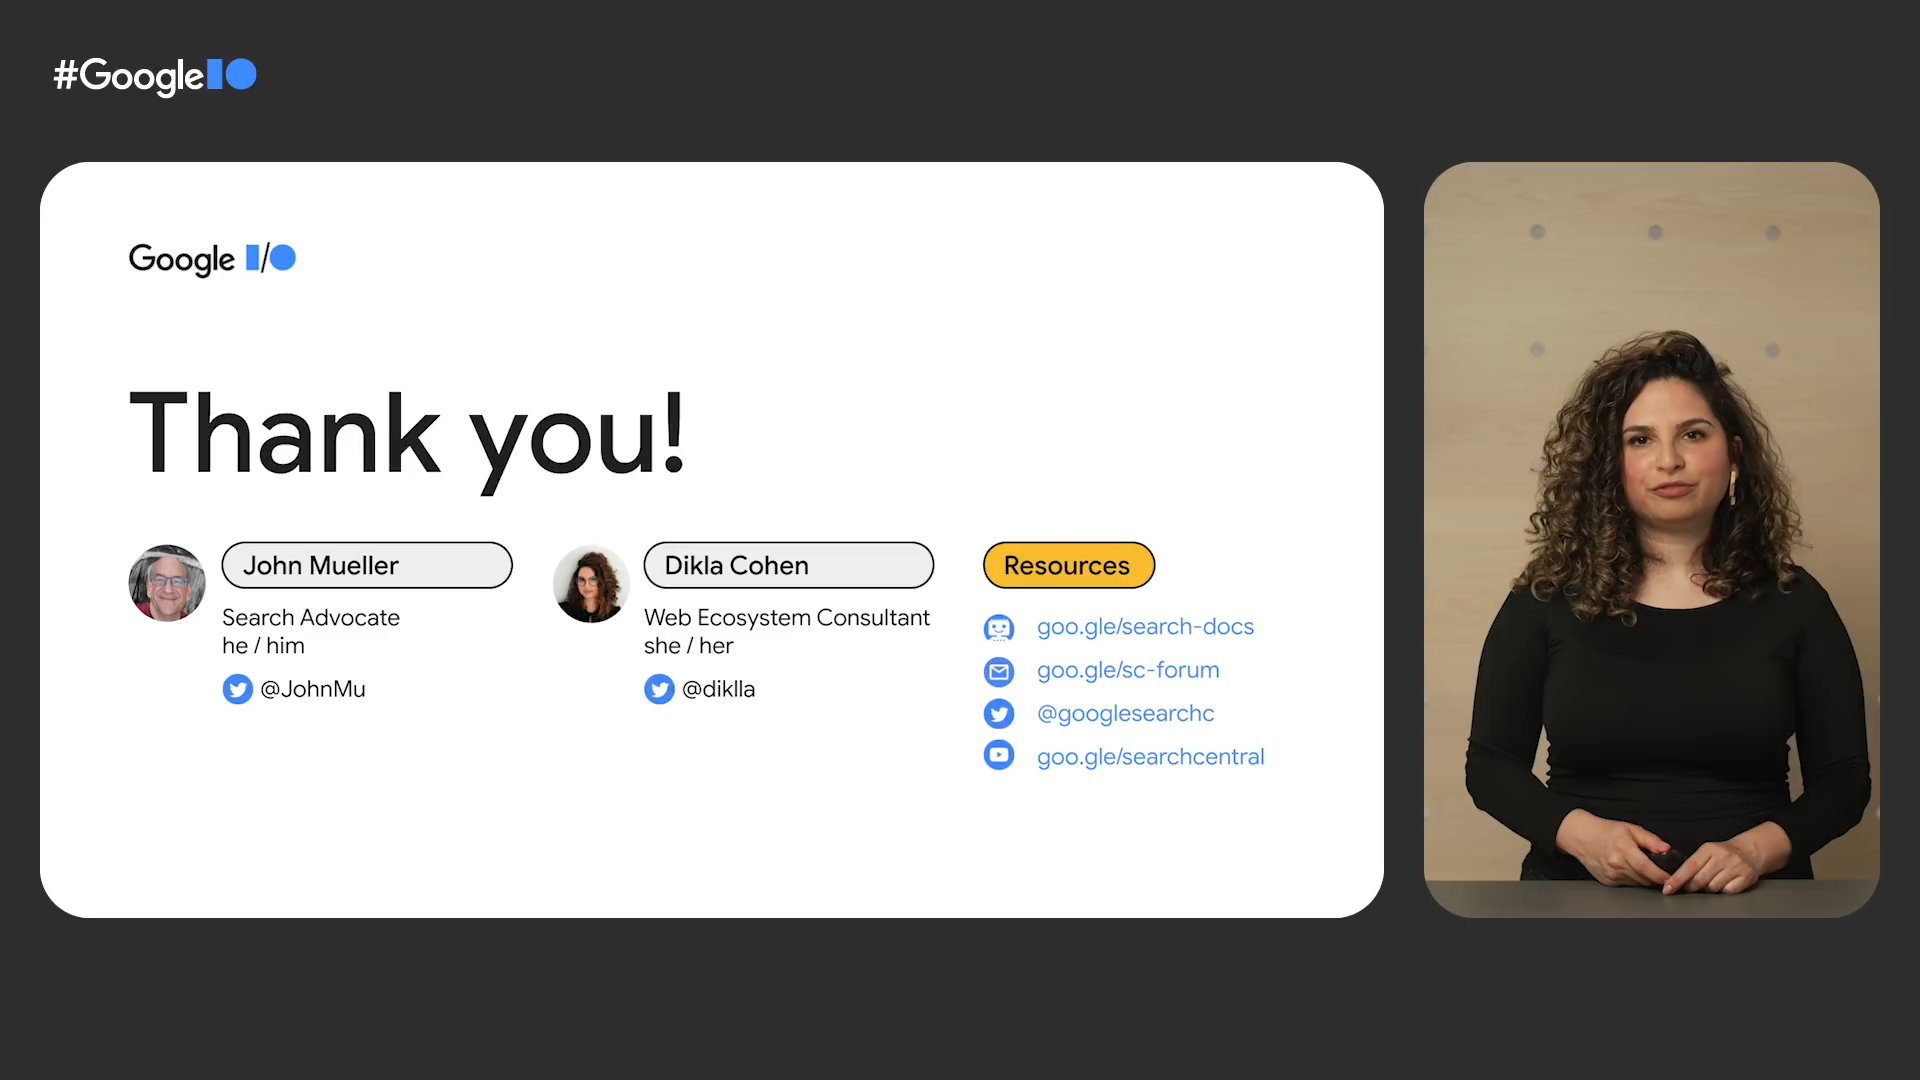 #GoogleIO
Google I/O
Thank you!
John Mueller
Search Advocate
he / him
@JohnMu
Dikla Cohen
Web Ecosystem Consultant
she / her
@diklla
Resources
goo.gle/search-docs
goo.gle/sc-forum
@googlesearchc
goo.gle/searchcentral